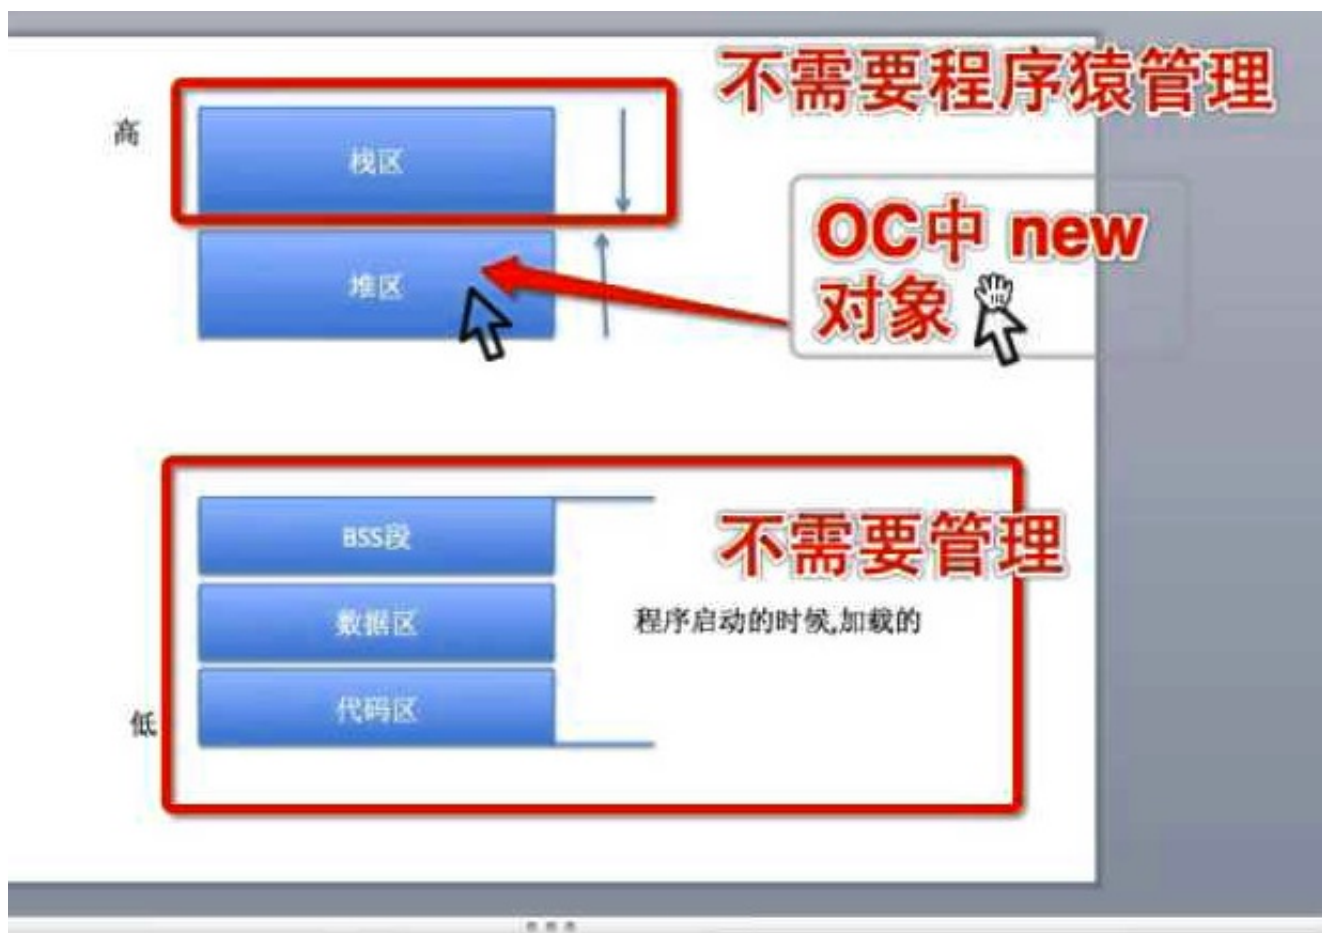 不需要程序猿管理
高
栈区
OC中 new
对象
堆区
BSS段
不需要管理
数据区
程序启动的时候,加载的
代码区
低